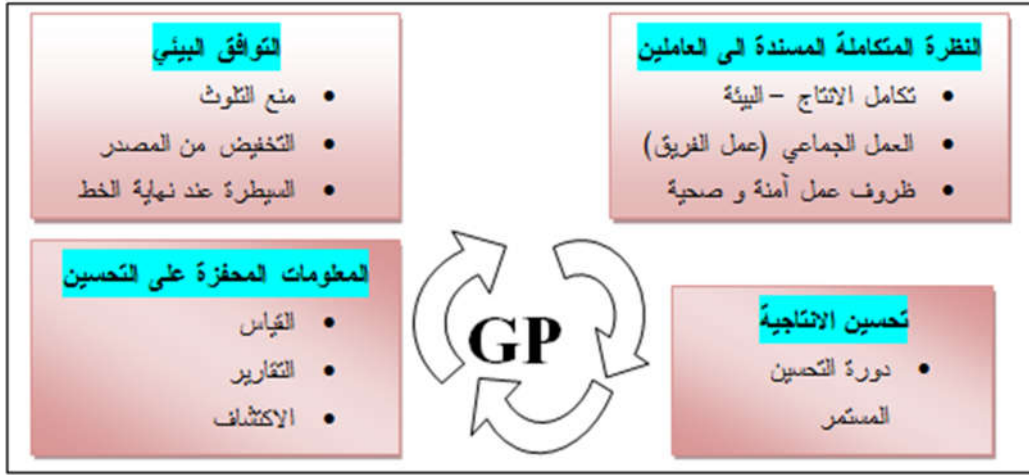 النظرة المتكاملة المسندة الى العاملين
تكامل الانتاج – البيئة
العمل الجماعي (عمل الفريق)
ظروف عمل آمنة و صحية
التوافق البيئي
منع التلوث
التخفيض من المصدر
السيطرة عند نهاية الخط
تحسين الانتاجية
دورة التحسين
المستمر
GP
المعلومات المحفزة على التحسين
القياس
التقارير
الاكتشاف